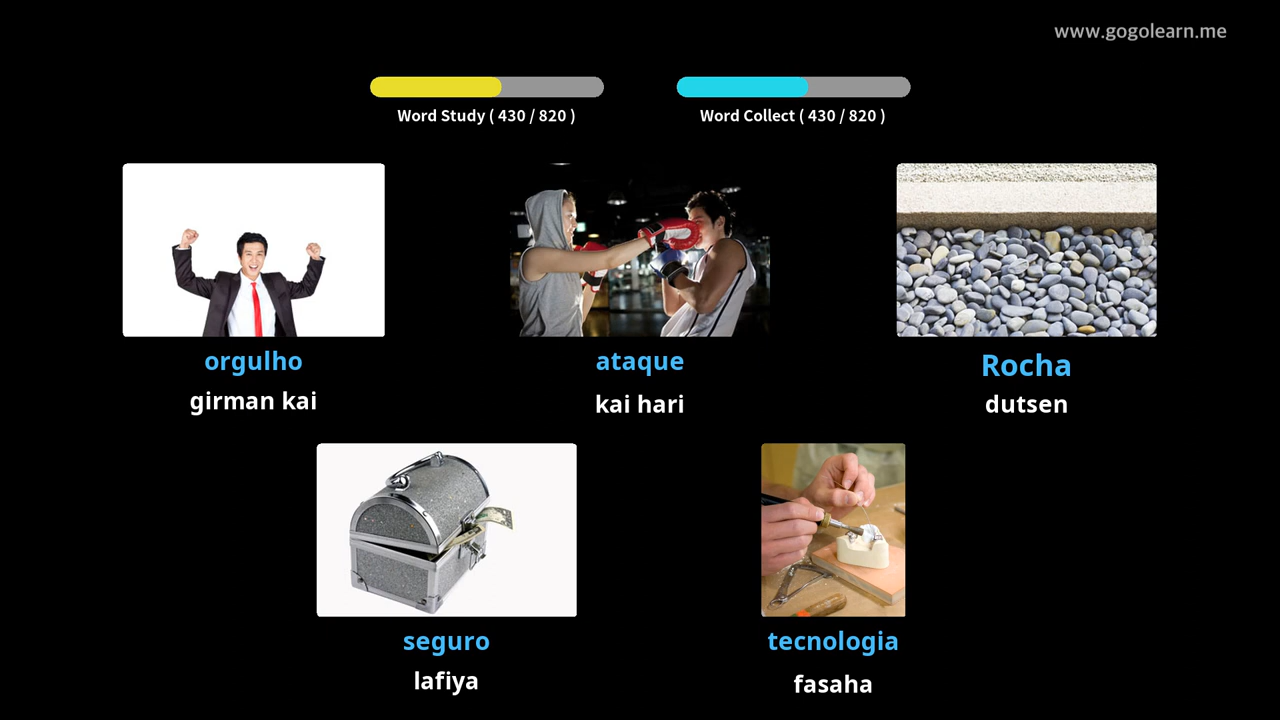 www.gogolearn.me
Word Study ( 430 / 820 )
Word Collect ( 430 / 820 )
orgulho
girman kai
ataque
kai hari
Rocha
dutsen
seguro
lafiya
tecnologia
fasaha